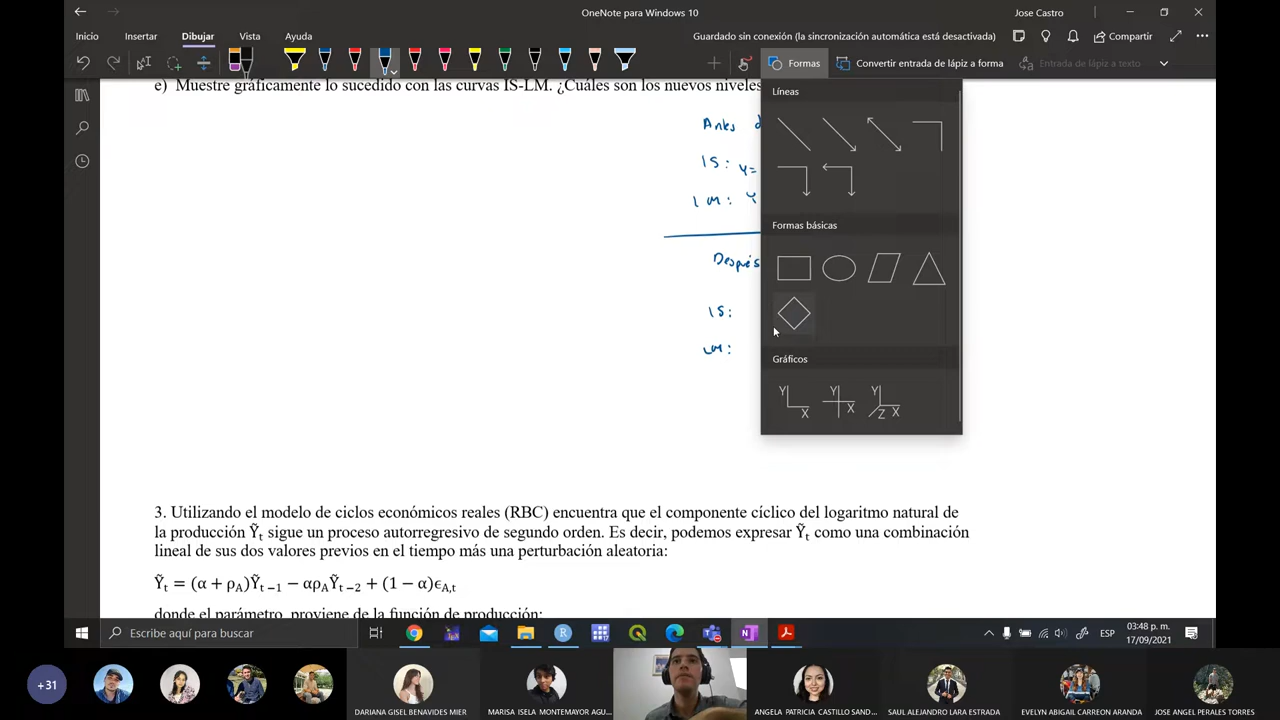 OneNote para Windows 10
Jose Castro
Inicio Insertar Dibujar Vista Ayuda
Guardado sin conexión (la sincronización automática está activada)
Compartir
Formas
Convertir entrada de lápiz a forma
Entrada de lápiz a texto
e) Muestre gráficamente lo sucedido con las curvas IS-LM. ¿Cuáles son los nuevos niveles
Líneas
Antes d
IS: Y=
LM: Y
Formas básicas
Después
IS:
LM:
Gráficos
Y X Y X Y Z X
3. Utilizando el modelo de ciclos económicos reales (RBC) encuentra que el componente cíclico del logaritmo natural de
la producción Ỹt sigue un proceso autorregresivo de segundo orden. Es decir, podemos expresar Ỹt como una combinación
lineal de sus dos valores previos en el tiempo más una perturbación aleatoria:
Ỹt = (α + ρA)Ỹt−1 − αρAỸt−2 + (1 − α)ϵA,t
donde el parámetro, proviene de la función de producción:
Escribe aquí para buscar
ESP
03:48 p. m.
17/09/2021
+31
DARIANA GISEL BENAVIDES MIER
MARISA ISELA MONTEMAYOR AGU...
ANGELA PATRICIA CASTILLO SAND...
SAUL ALEJANDRO LARA ESTRADA
EVELYN ABIGAIL CARREON ARANDA
JOSE ANGEL PERALES TORRES